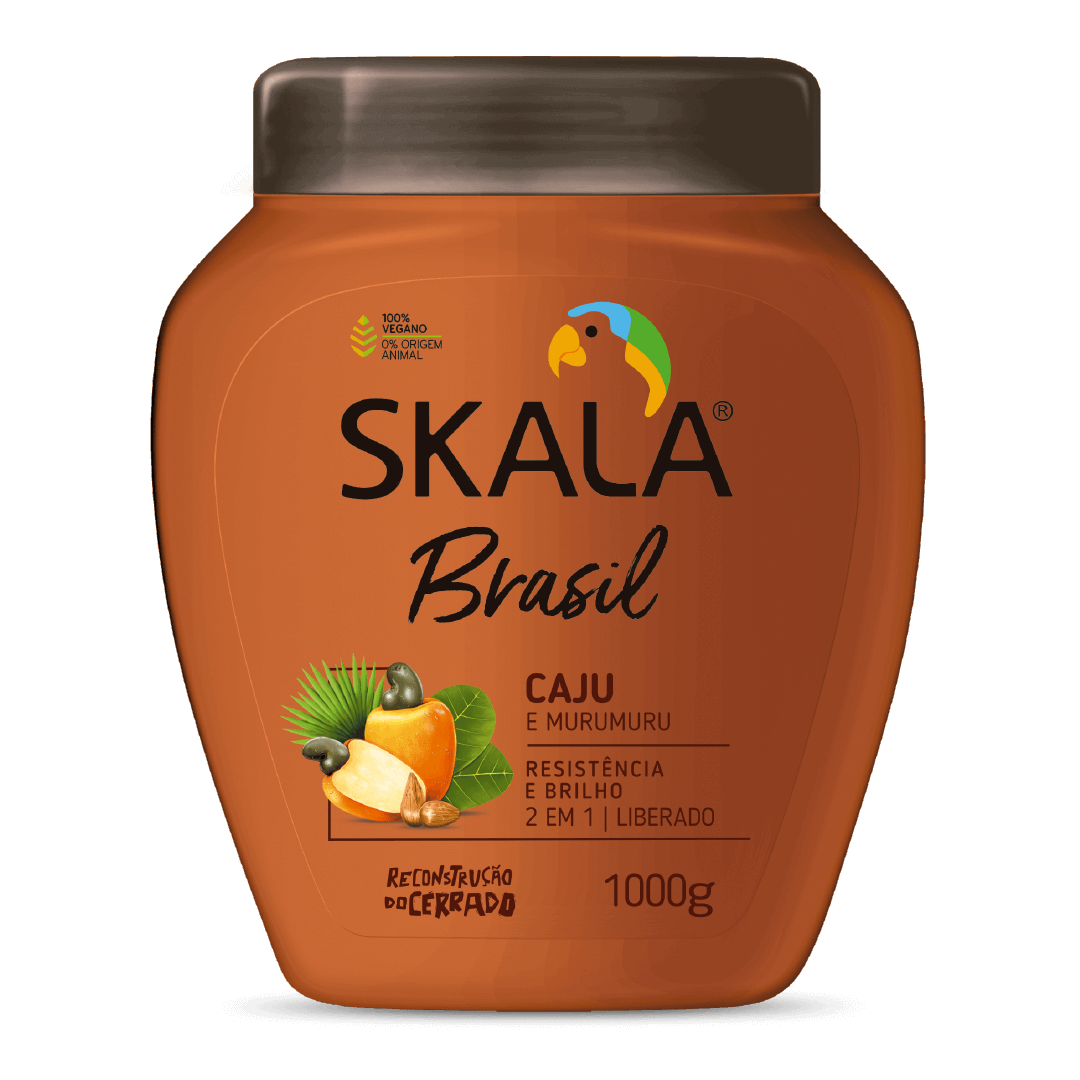 100%
VEGANO
0% ORIGEM
ANIMAL
SKALA®
Brasil
CAJU
E MURUMURU
RESISTÊNCIA
E BRILHO
2 EM 1 | LIBERADO
RECONSTRUÇÃO
DO CERRADO
1000g